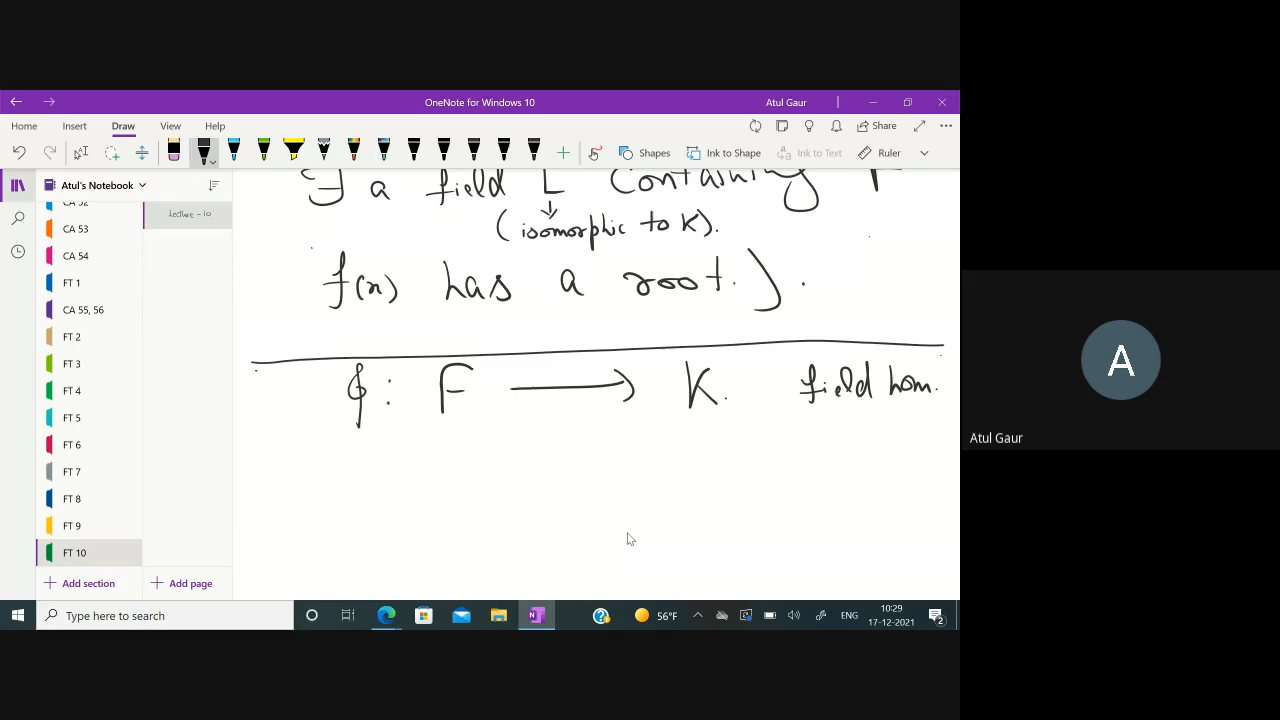 OneNote for Windows 10
Atul Gaur
Home
Insert
Draw
View
Help
Share
Shapes
Ink to Shape
Ink to Text
Ruler
Atul's Notebook
CA 52
CA 53
CA 54
FT 1
CA 55, 56
FT 2
FT 3
FT 4
FT 5
FT 6
FT 7
FT 8
FT 9
FT 10
Add section
Add page
Lecture - 10
∃ a field L containing F
↓
(isomorphic to K).
f(x) has a root.).
ϕ: F ⟶ K. field hom.
A
Atul Gaur
Type here to search
56°F
ENG
10:29
17-12-2021
2